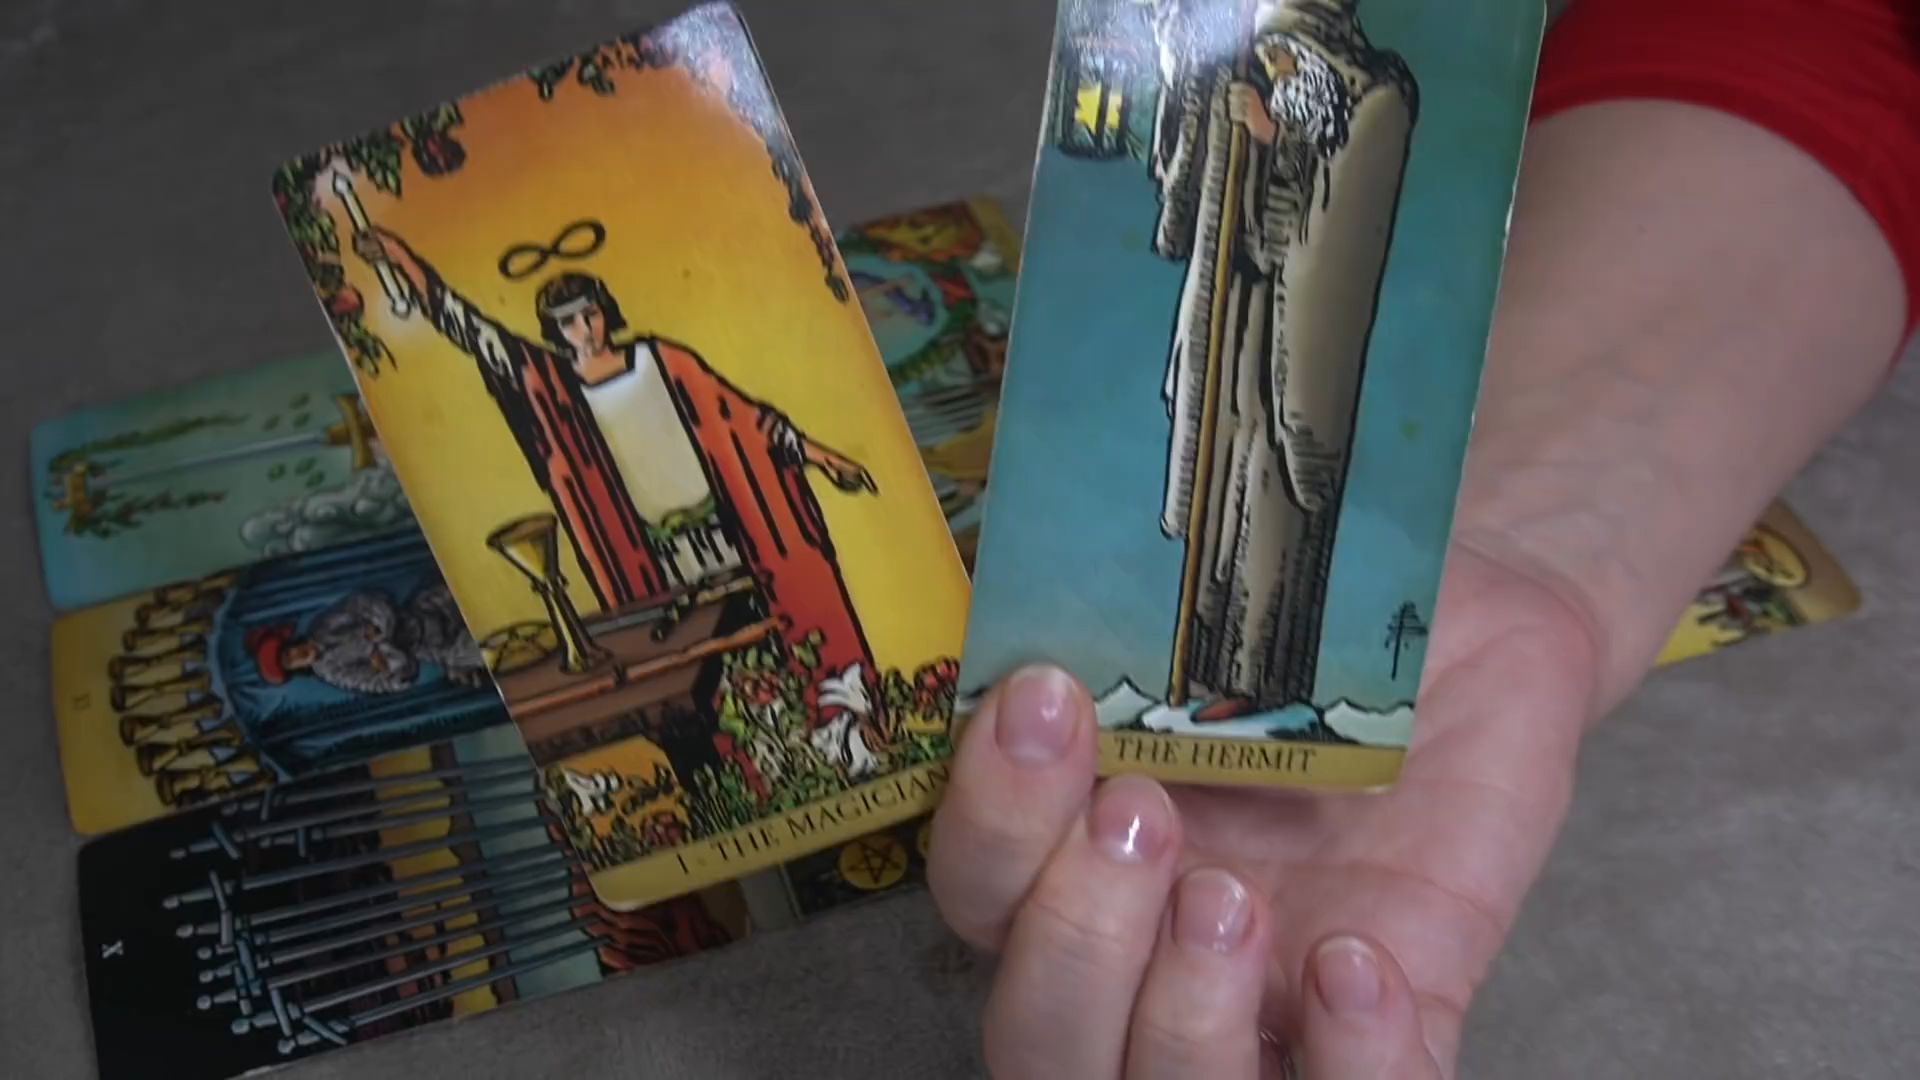 I - THE MAGICIAN
. THE HERMIT
X